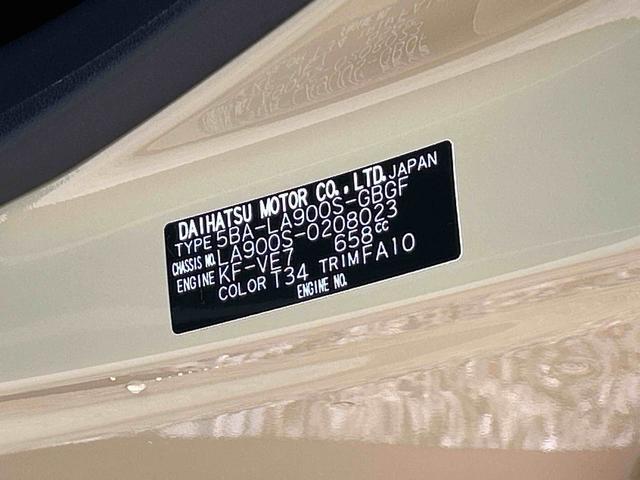 DAIHATSU MOTOR CO., LTD. JAPAN
TYPE 5BA-LA900S-GBGF
CHASSIS NO. LA900S-0208023
ENGINE KF-VE7 658cc
COLOR T34 TRIM FA10
ENGINE NO.